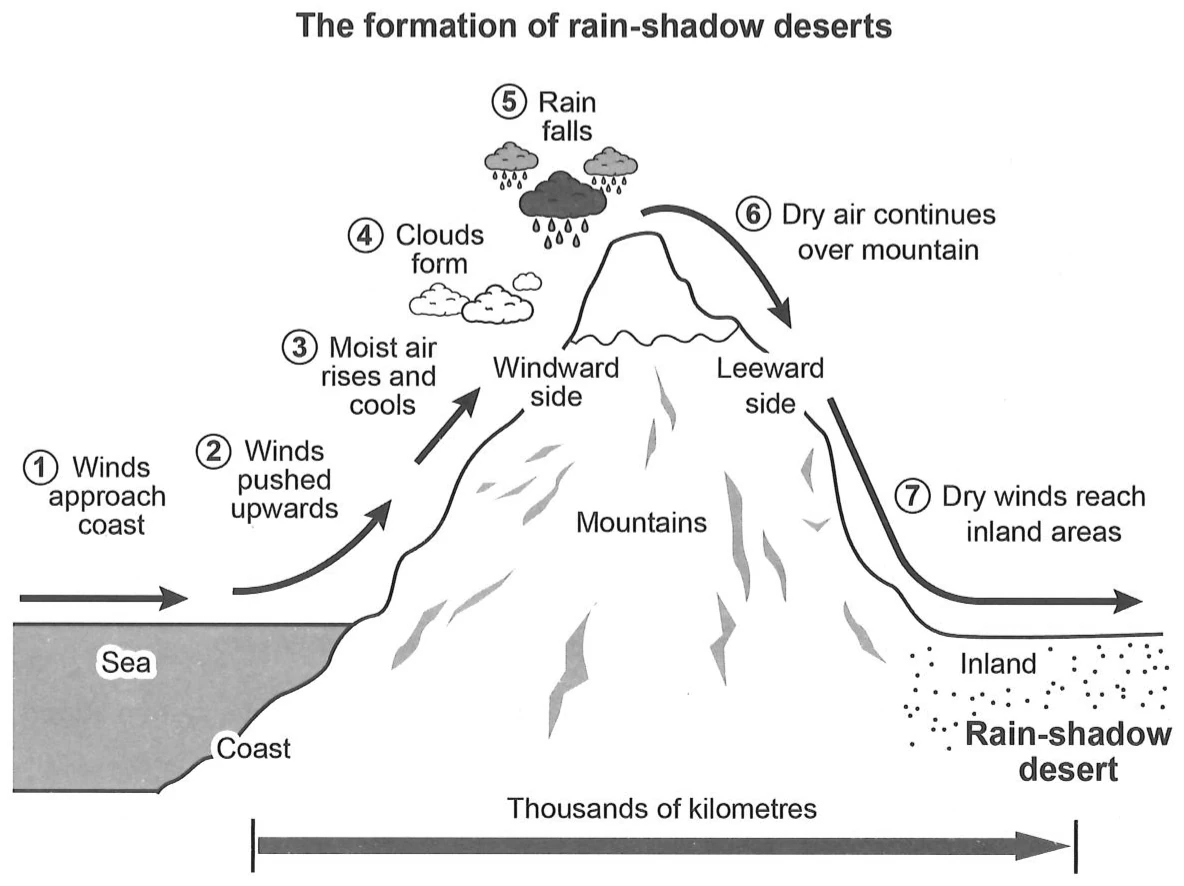 The formation of rain-shadow deserts
① Winds
approach
coast
② Winds
pushed
upwards
③ Moist air
rises and
cools
④ Clouds
form
⑤ Rain
falls
⑥ Dry air continues
over mountain
⑦ Dry winds reach
inland areas
Windward
side
Leeward
side
Mountains
Sea
Coast
Inland
Rain-shadow
desert
Thousands of kilometres